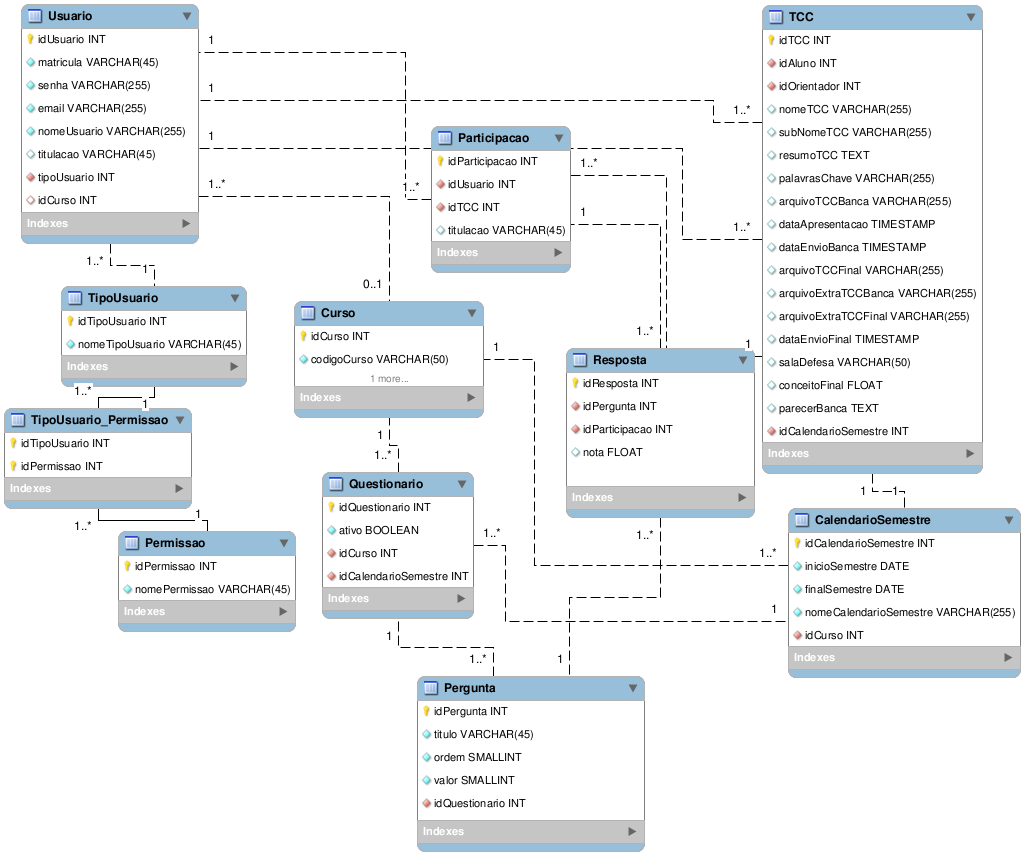 Usuario
idUsuario INT
matricula VARCHAR(45)
senha VARCHAR(255)
email VARCHAR(255)
nomeUsuario VARCHAR(255)
titulacao VARCHAR(45)
tipoUsuario INT
idCurso INT
Indexes
1
1
1
1..*
1..*
1
TipoUsuario
idTipoUsuario INT
nomeTipoUsuario VARCHAR(45)
Indexes
1..*
1
TipoUsuario_Permissao
idTipoUsuario INT
idPermissao INT
Indexes
1..*
1
Permissao
idPermissao INT
nomePermissao VARCHAR(45)
Indexes
Participacao
idParticipacao INT
idUsuario INT
idTCC INT
titulacao VARCHAR(45)
Indexes
1..*
1..*
1
0..1
Curso
idCurso INT
codigoCurso VARCHAR(50)
1 more...
Indexes
1
1
1..*
Questionario
idQuestionario INT
ativo BOOLEAN
idCurso INT
idCalendarioSemestre INT
Indexes
1..*
1
1..*
Pergunta
idPergunta INT
titulo VARCHAR(45)
ordem SMALLINT
valor SMALLINT
idQuestionario INT
Indexes
1..*
1
Resposta
idResposta INT
idPergunta INT
idParticipacao INT
nota FLOAT
Indexes
1..*
1
1..*
1..*
TCC
idTCC INT
idAluno INT
idOrientador INT
nomeTCC VARCHAR(255)
subNomeTCC VARCHAR(255)
resumoTCC TEXT
palavrasChave VARCHAR(255)
arquivoTCCBanca VARCHAR(255)
dataApresentacao TIMESTAMP
dataEnvioBanca TIMESTAMP
arquivoTCCFinal VARCHAR(255)
arquivoExtraTCCBanca VARCHAR(255)
arquivoExtraTCCFinal VARCHAR(255)
dataEnvioFinal TIMESTAMP
salaDefesa VARCHAR(50)
conceitoFinal FLOAT
parecerBanca TEXT
idCalendarioSemestre INT
Indexes
1
1
CalendarioSemestre
idCalendarioSemestre INT
inicioSemestre DATE
finalSemestre DATE
nomeCalendarioSemestre VARCHAR(255)
idCurso INT
Indexes
1..*
1